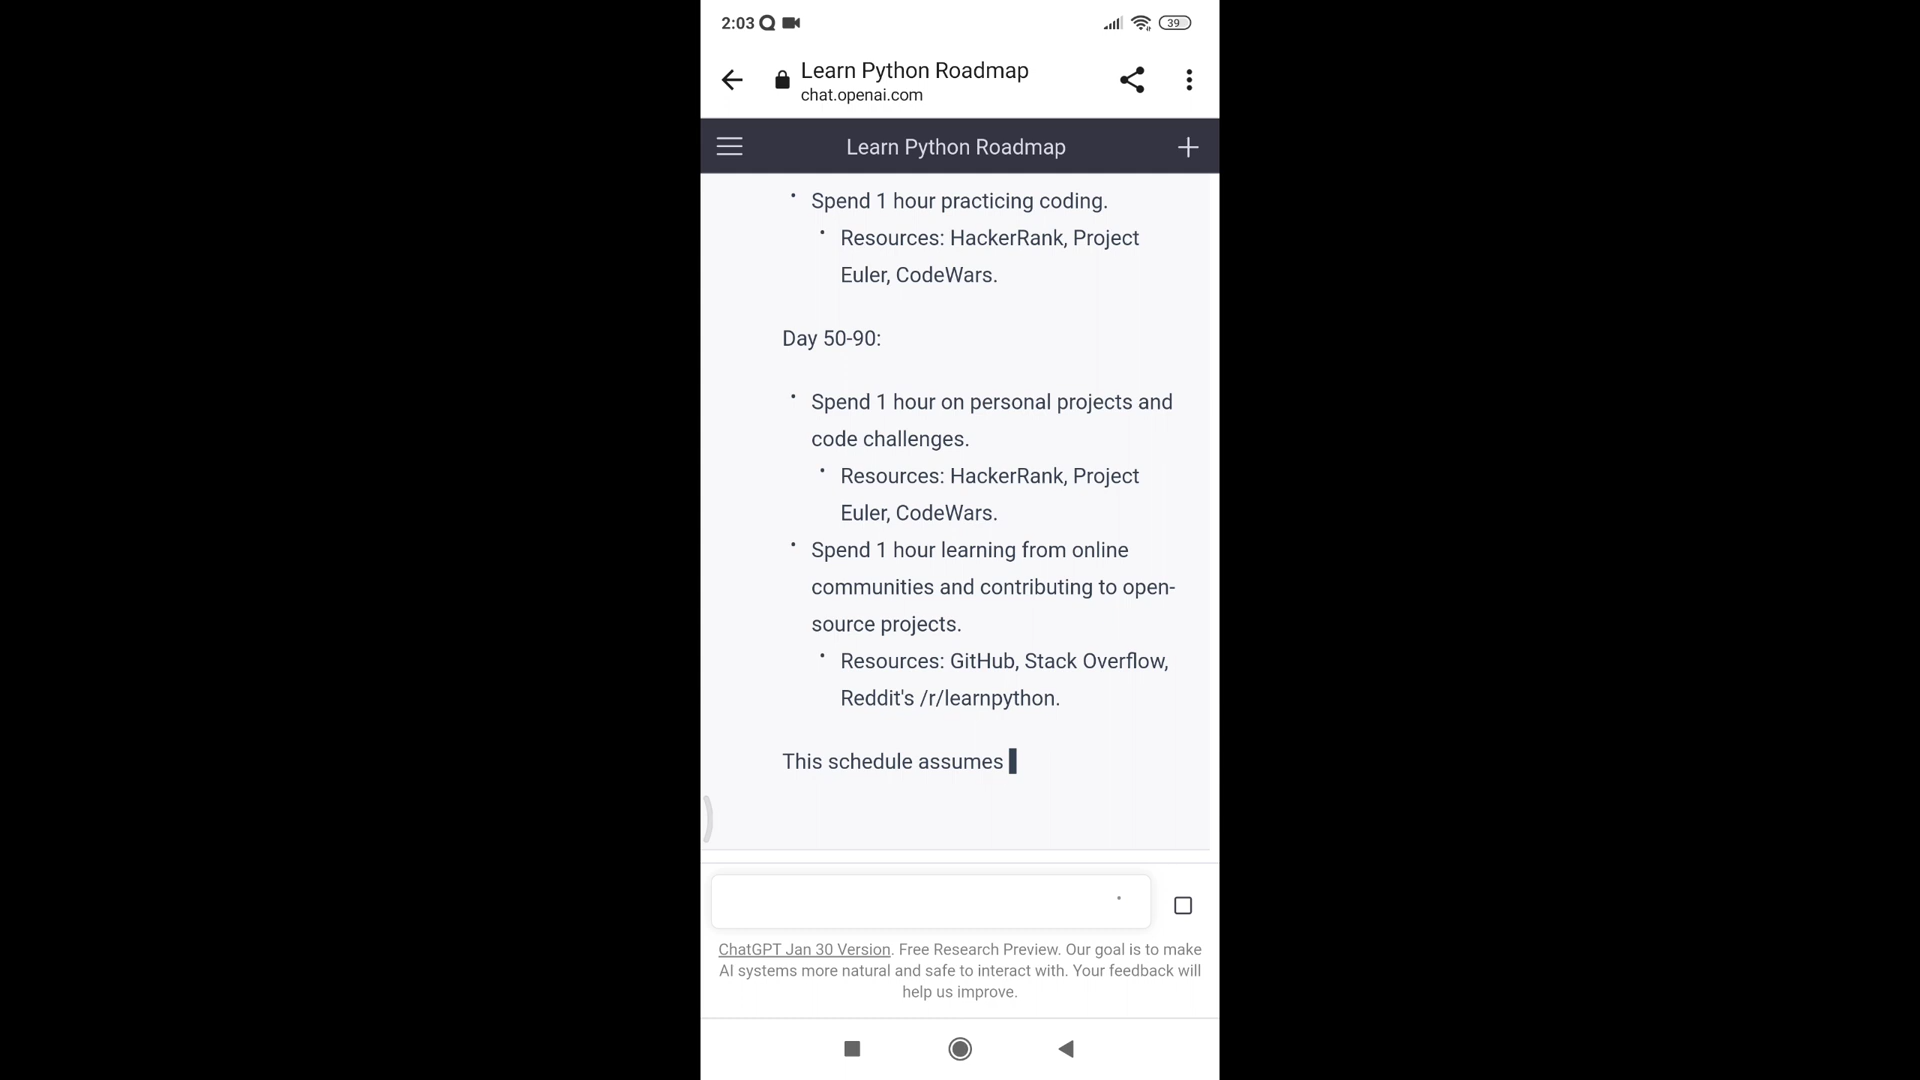 2:03
39
Learn Python Roadmap
chat.openai.com
Learn Python Roadmap
• Spend 1 hour practicing coding.
• Resources: HackerRank, Project
Euler, CodeWars.
Day 50-90:
• Spend 1 hour on personal projects and
code challenges.
• Resources: HackerRank, Project
Euler, CodeWars.
• Spend 1 hour learning from online
communities and contributing to open-
source projects.
• Resources: GitHub, Stack Overflow,
Reddit's /r/learnpython.
This schedule assumes
ChatGPT Jan 30 Version. Free Research Preview. Our goal is to make
AI systems more natural and safe to interact with. Your feedback will
help us improve.